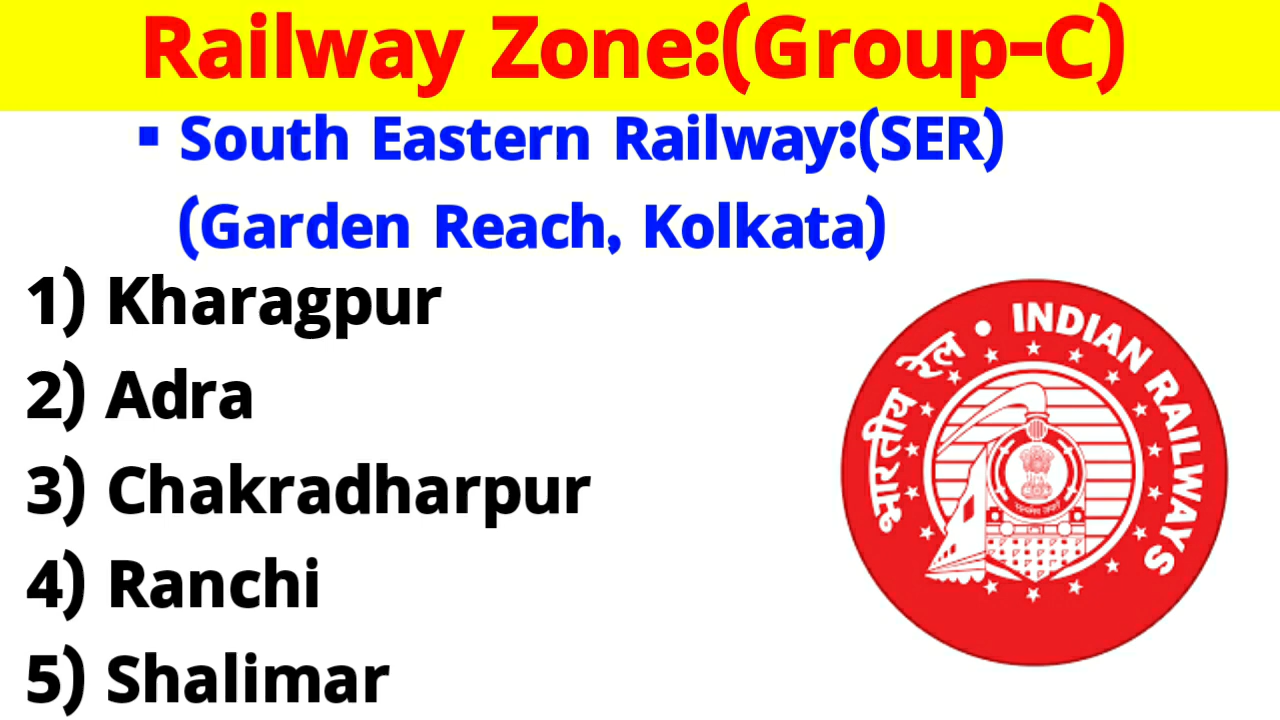 Railway Zone:(Group-C)
▪ South Eastern Railway:(SER)
(Garden Reach, Kolkata)
1) Kharagpur
2) Adra
3) Chakradharpur
4) Ranchi
5) Shalimar
भारतीय रेल • INDIAN RAILWAYS